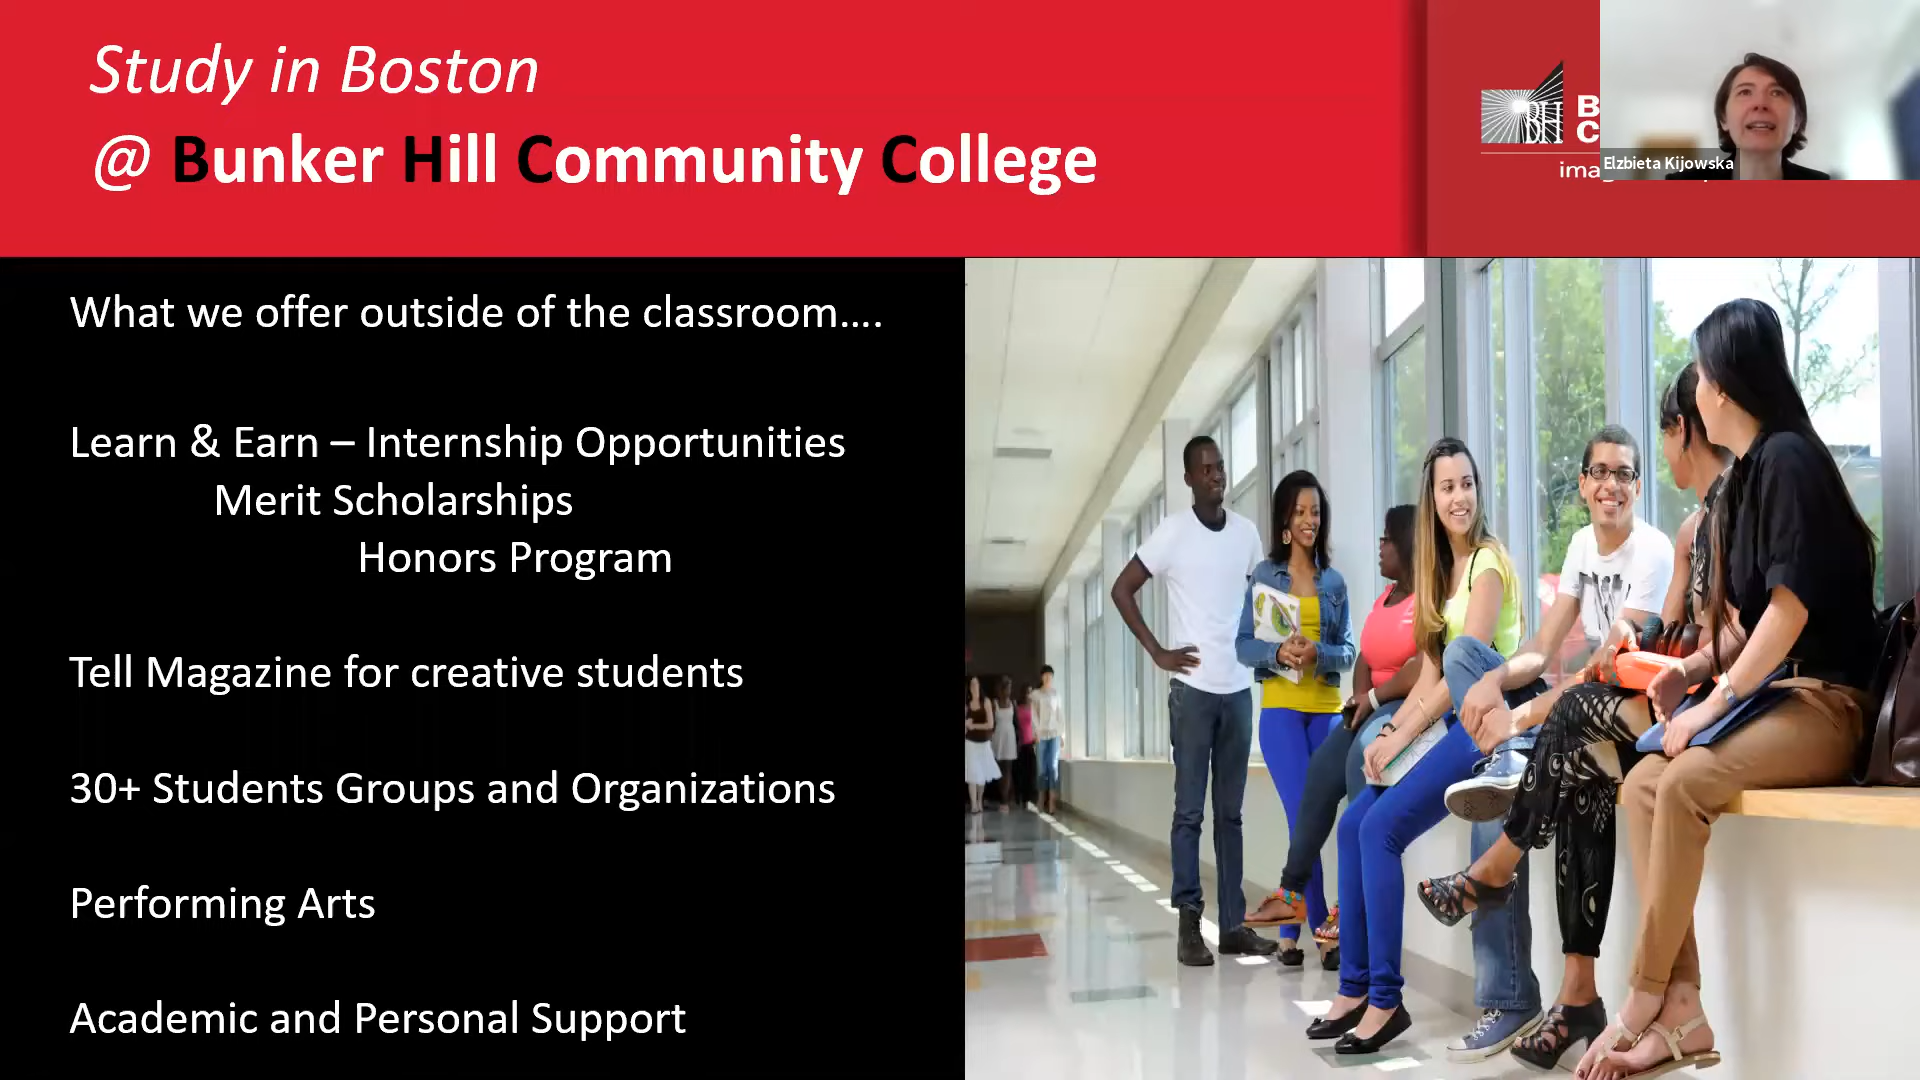 Study in Boston
@ Bunker Hill Community College
BH
B
C
Elzbieta Kijowska
What we offer outside of the classroom....
Learn & Earn – Internship Opportunities
Merit Scholarships
Honors Program
Tell Magazine for creative students
30+ Students Groups and Organizations
Performing Arts
Academic and Personal Support